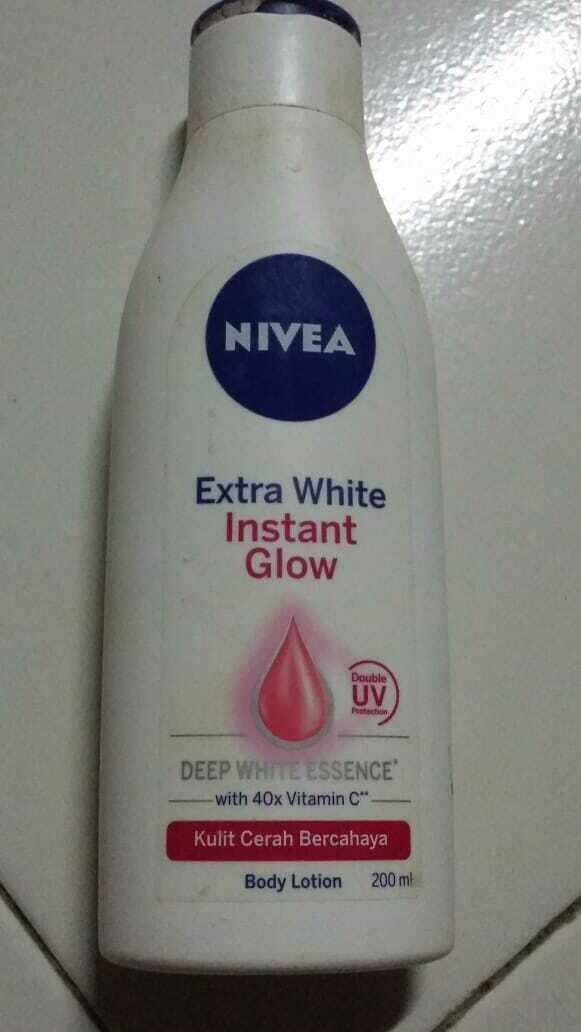 NIVEA
Extra White
Instant
Glow
Double
UV
Protection
DEEP WHITE ESSENCE*
with 40x Vitamin C**
Kulit Cerah Bercahaya
Body Lotion 200 ml